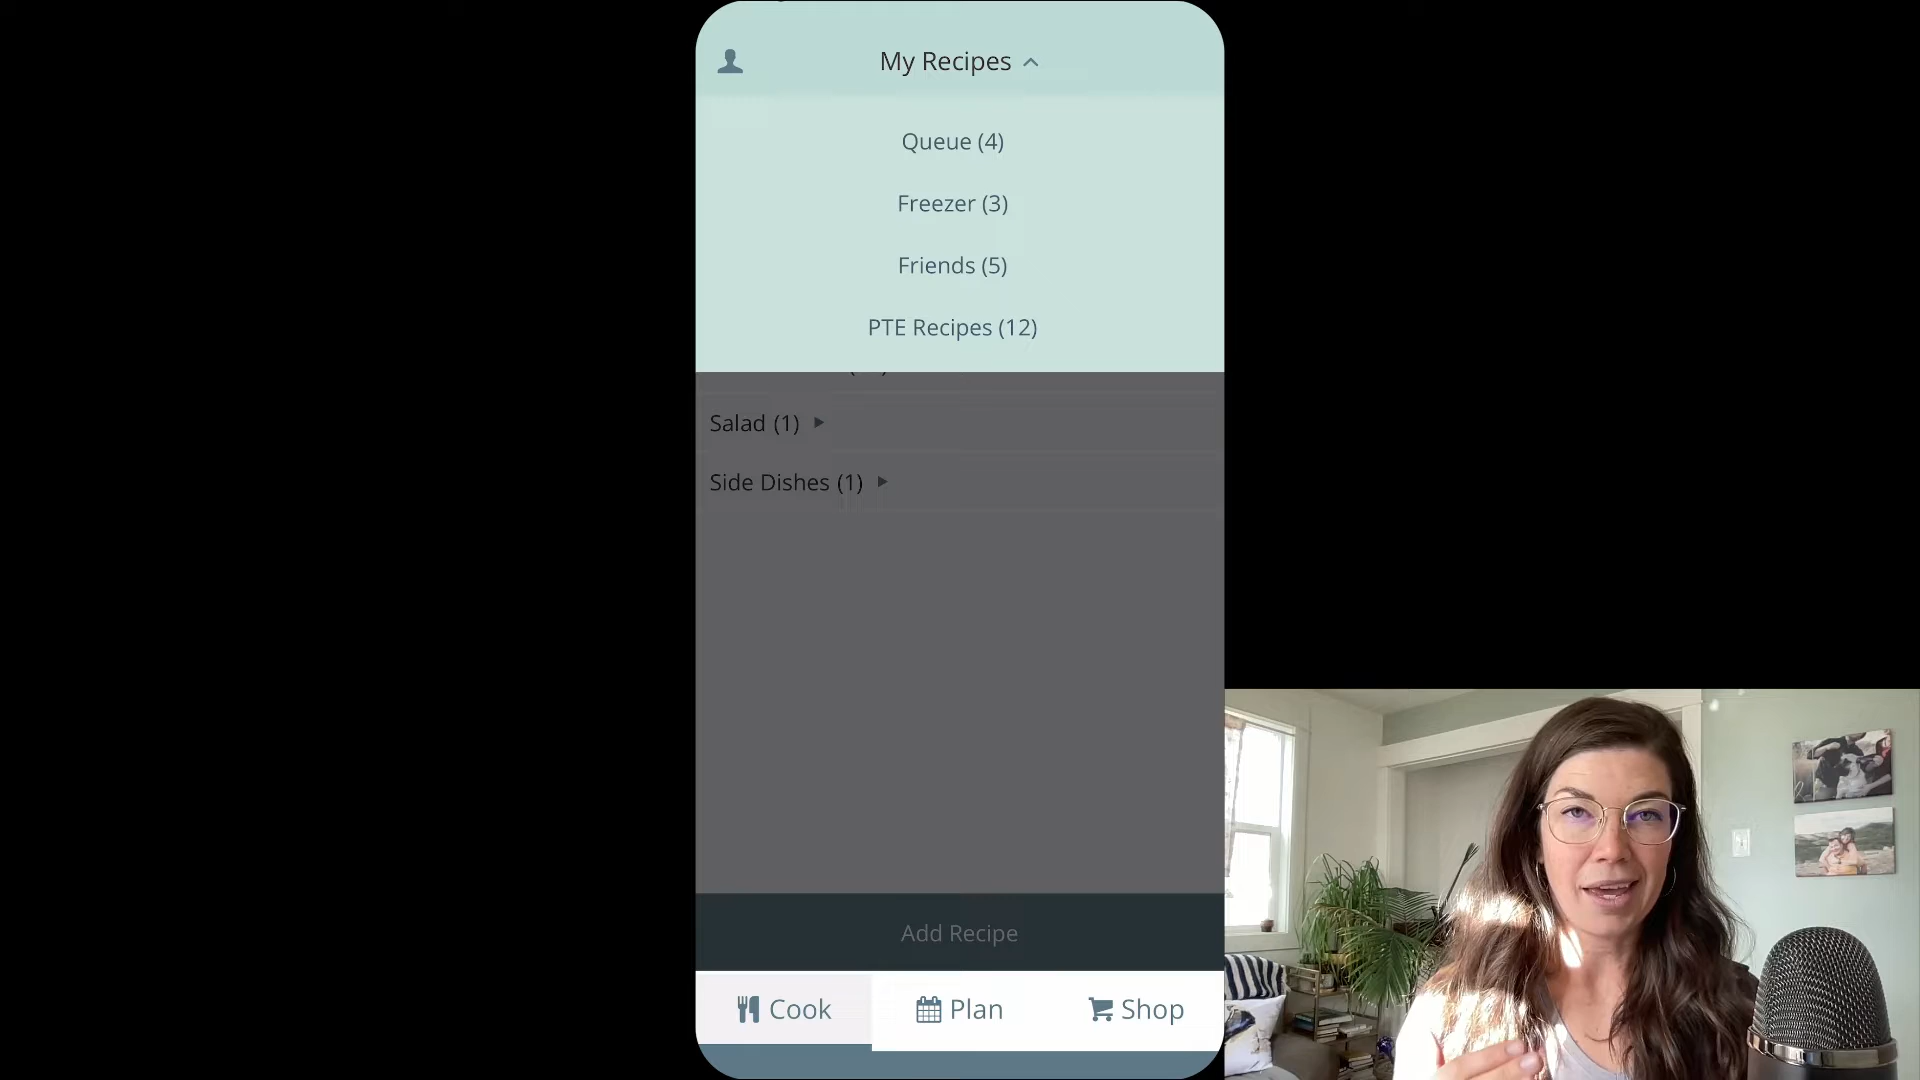 My Recipes
Queue (4)
Freezer (3)
Friends (5)
PTE Recipes (12)
Salad (1)
Side Dishes (1)
Add Recipe
Cook
Plan
Shop